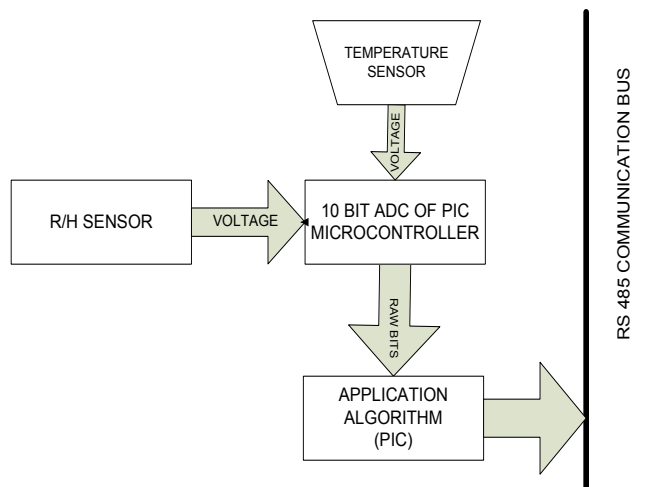 TEMPERATURE
SENSOR
VOLTAGE
R/H SENSOR
VOLTAGE
10 BIT ADC OF PIC
MICROCONTROLLER
RAW BITS
APPLICATION
ALGORITHM
(PIC)
RS 485 COMMUNICATION BUS